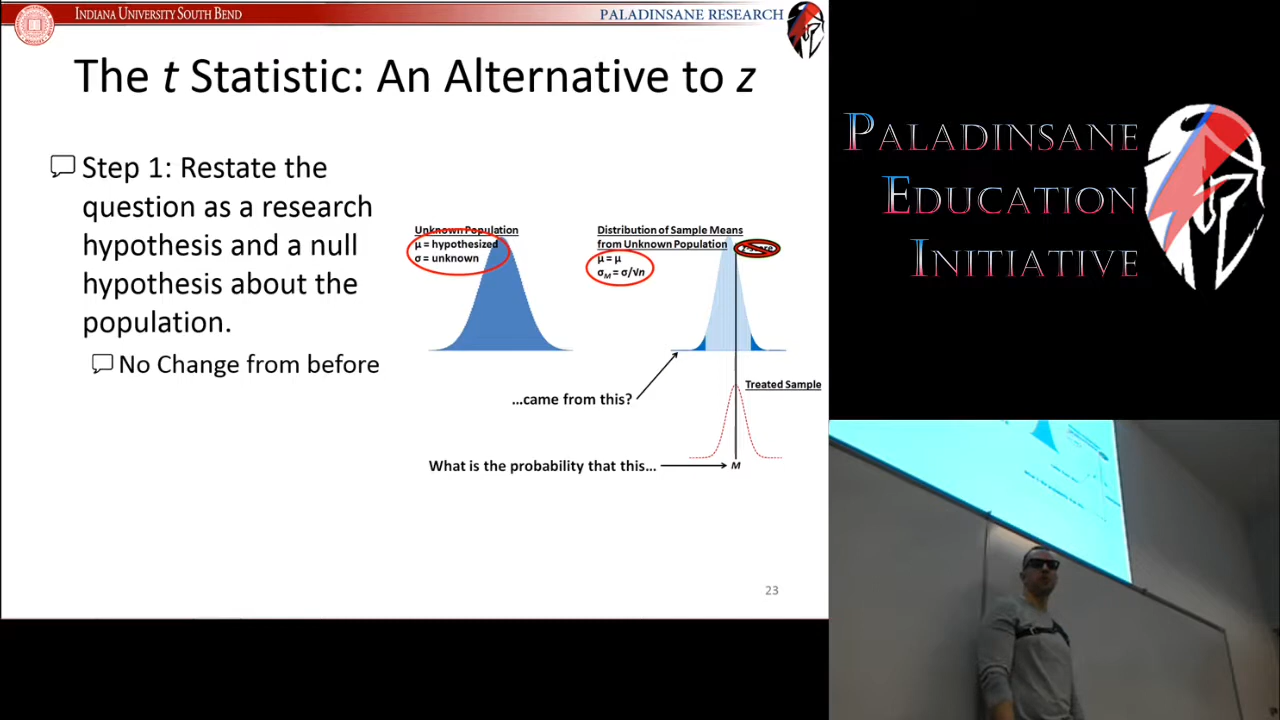 INDIANA UNIVERSITY SOUTH BEND
PALADINSANE RESEARCH
The t Statistic: An Alternative to z
Step 1: Restate the
question as a research
hypothesis and a null
hypothesis about the
population.
No Change from before
Unknown Population
μ = hypothesized
σ = unknown
Distribution of Sample Means
from Unknown Population
μ = μ
σM = σ/√n
Treated Sample
...came from this?
What is the probability that this...
M
23
PALADINSANE
EDUCATION
INITIATIVE